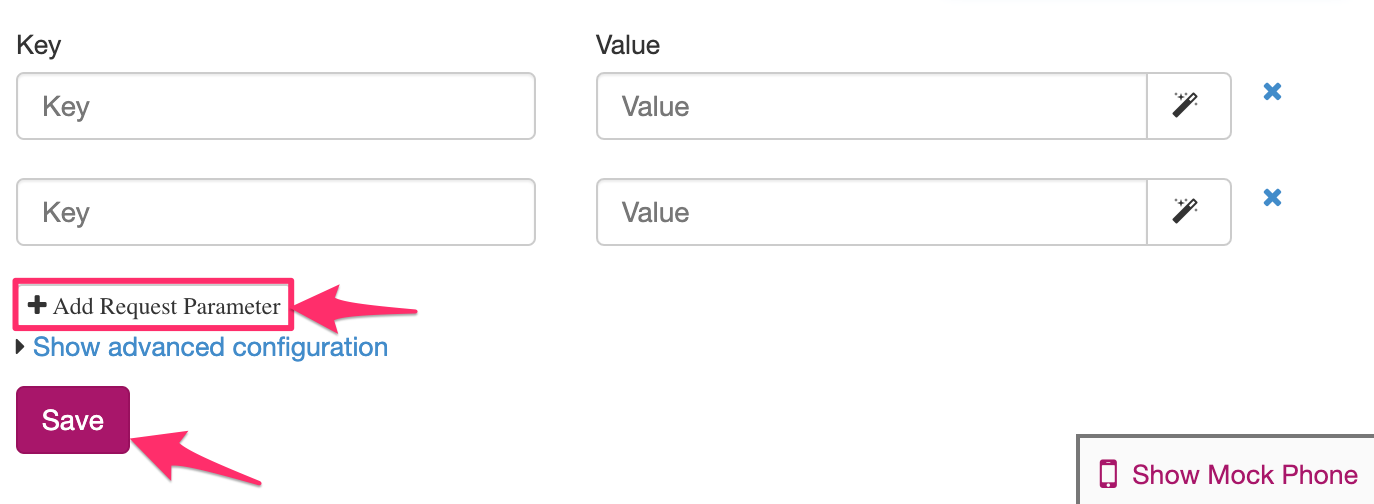 Key Value
Key Value
Key Value
Add Request Parameter
Show advanced configuration
Save
Show Mock Phone